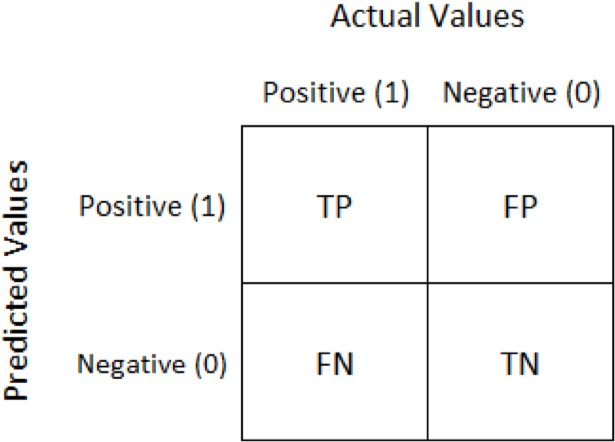 Actual Values
Positive (1) Negative (0)
Predicted Values
Positive (1) TP FP
Negative (0) FN TN